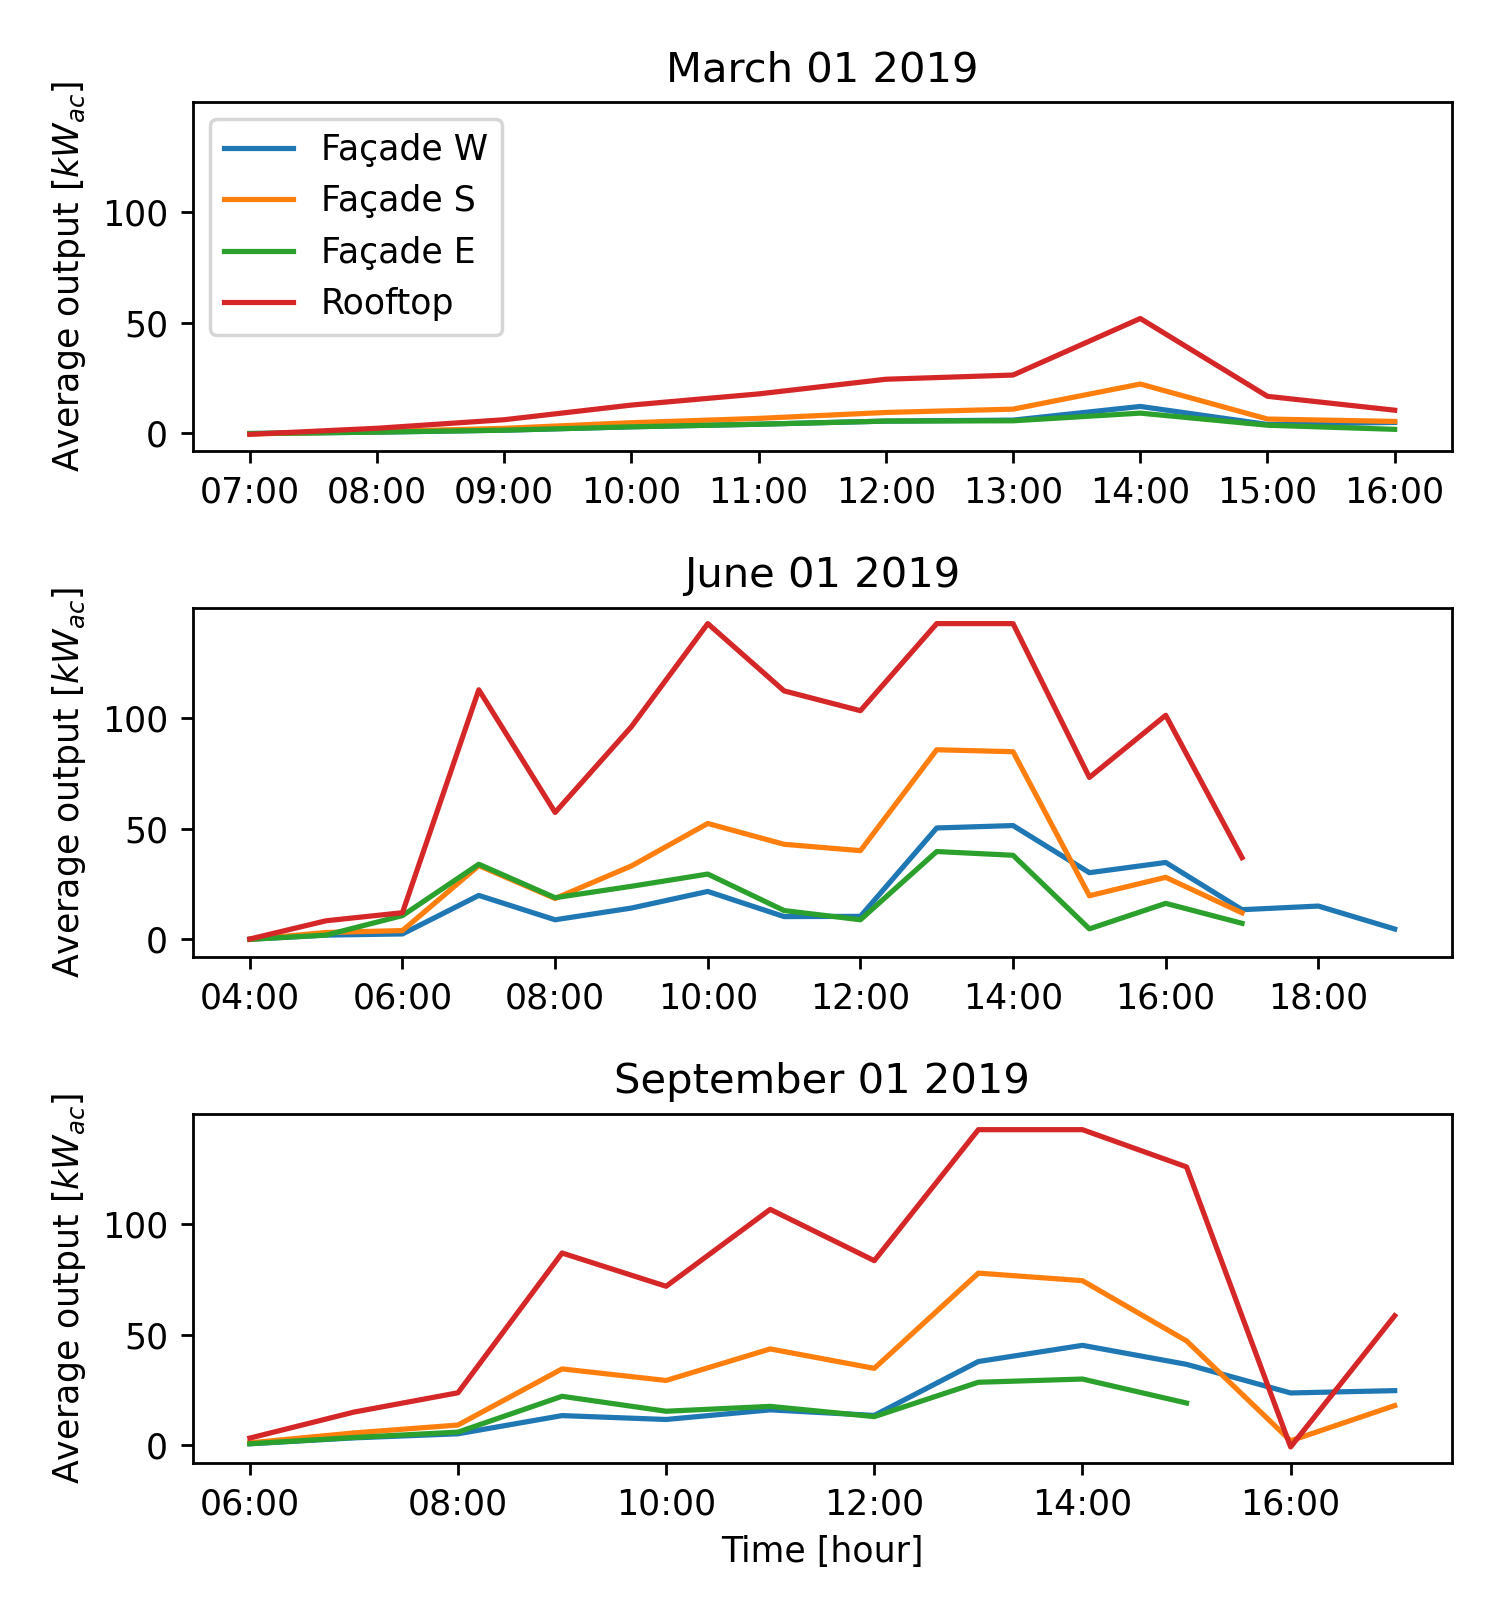 March 01 2019
Average output [kW_ac]
100
50
0
Façade W
Façade S
Façade E
Rooftop
07:00 08:00 09:00 10:00 11:00 12:00 13:00 14:00 15:00 16:00
June 01 2019
Average output [kW_ac]
100
50
0
04:00 06:00 08:00 10:00 12:00 14:00 16:00 18:00
September 01 2019
Average output [kW_ac]
100
50
0
06:00 08:00 10:00 12:00 14:00 16:00
Time [hour]